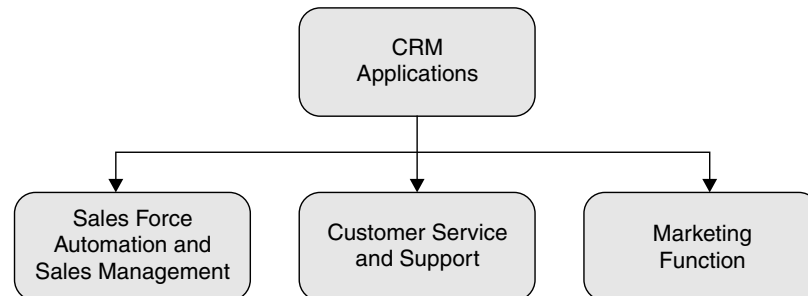 CRM
Applications
Sales Force
Automation and
Sales Management
Customer Service
and Support
Marketing
Function